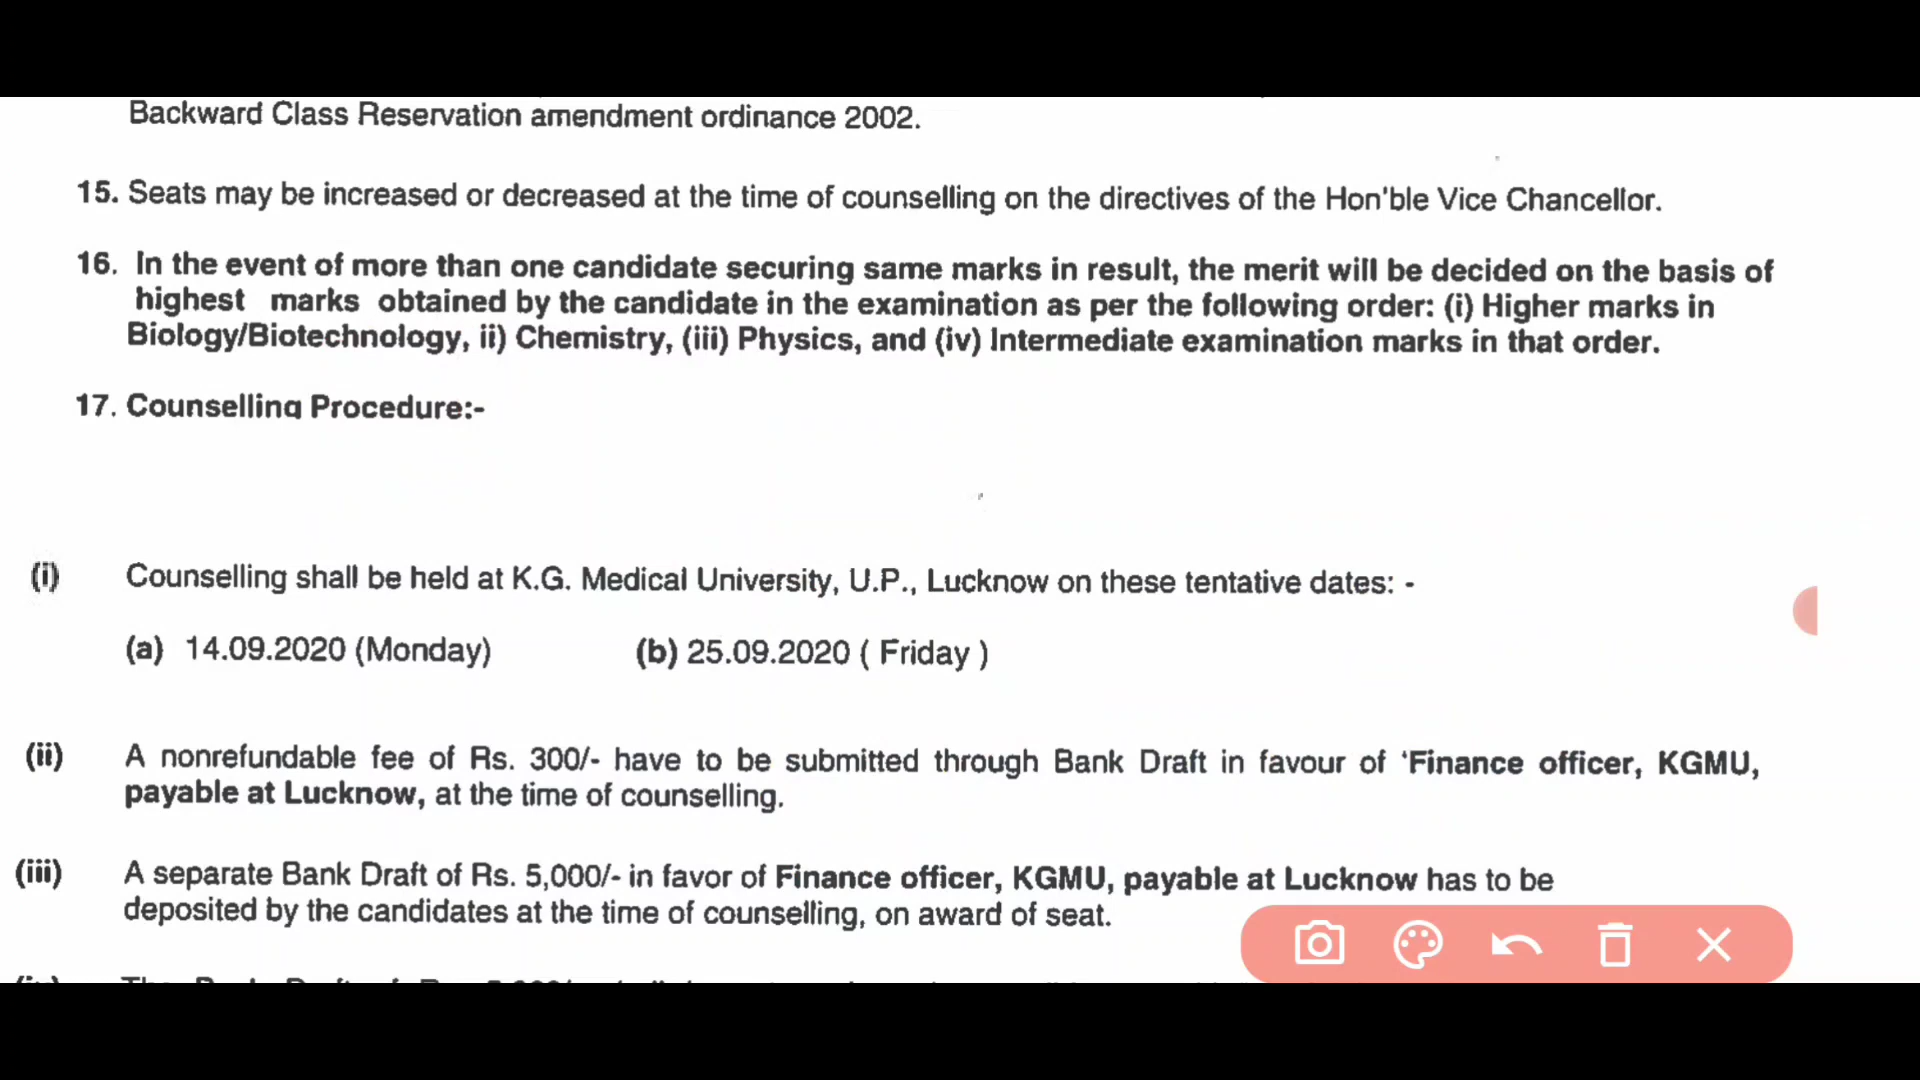 Backward Class Reservation amendment ordinance 2002.
15. Seats may be increased or decreased at the time of counselling on the directives of the Hon'ble Vice Chancellor.
16. In the event of more than one candidate securing same marks in result, the merit will be decided on the basis of
highest marks obtained by the candidate in the examination as per the following order: (i) Higher marks in
Biology/Biotechnology, ii) Chemistry, (iii) Physics, and (iv) Intermediate examination marks in that order.
17. Counselling Procedure:-
(i) Counselling shall be held at K.G. Medical University, U.P., Lucknow on these tentative dates: -
(a) 14.09.2020 (Monday) (b) 25.09.2020 ( Friday )
(ii) A nonrefundable fee of Rs. 300/- have to be submitted through Bank Draft in favour of ‘Finance officer, KGMU,
payable at Lucknow, at the time of counselling.
(iii) A separate Bank Draft of Rs. 5,000/- in favor of Finance officer, KGMU, payable at Lucknow has to be
deposited by the candidates at the time of counselling, on award of seat.